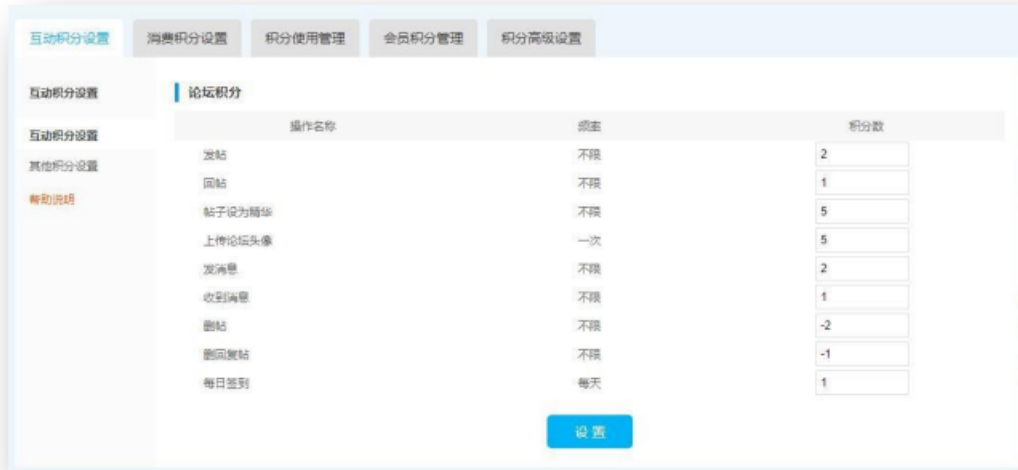 互动积分设置 消费积分设置 积分使用管理 会员积分管理 积分高级设置
互动积分设置
互动积分设置
其他积分设置
帮助说明
论坛积分
操作名称 频率 积分数
发帖 不限 2
回帖 不限 1
帖子设为精华 不限 5
上传论坛头像 一次 5
发消息 不限 2
收到消息 不限 1
删帖 不限 -2
删回复帖 不限 -1
每日签到 每天 1
设 置